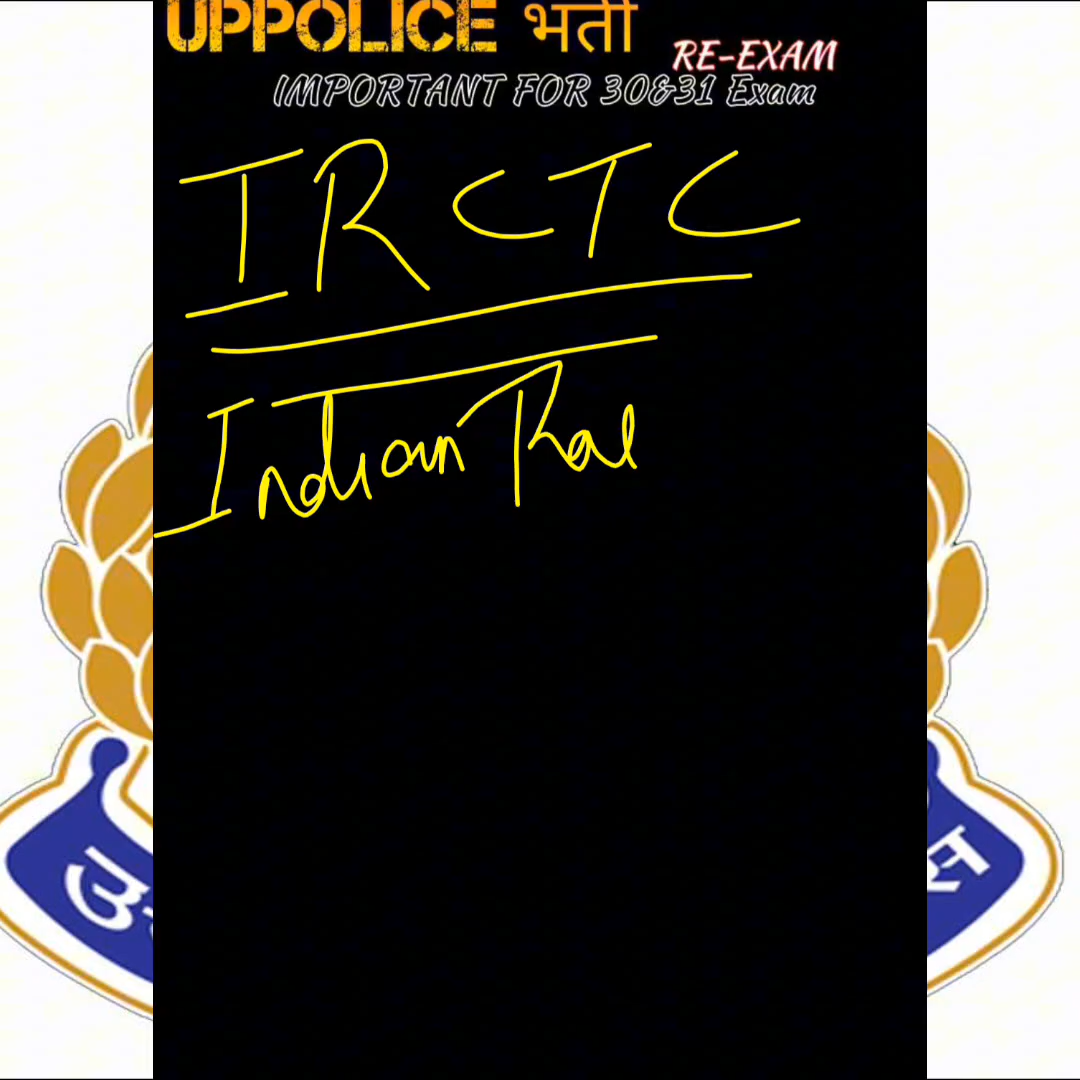 UPPOLICE भर्ती
RE-EXAM
IMPORTANT FOR 30&31 Exam
IRCTC
Indian Rai